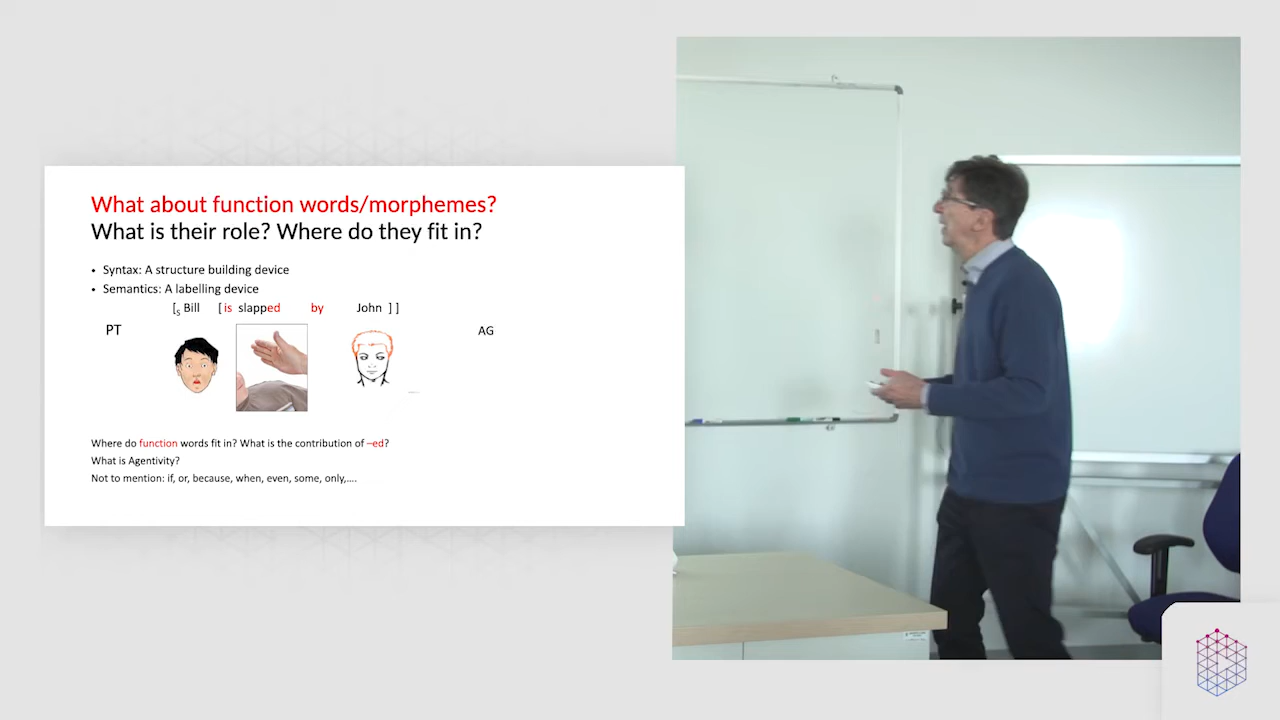 What about function words/morphemes?
What is their role? Where do they fit in?
• Syntax: A structure building device
• Semantics: A labelling device
[S Bill [ is slapped by John ] ]
PT AG
Where do function words fit in? What is the contribution of –ed?
What is Agentivity?
Not to mention: if, or, because, when, even, some, only,....